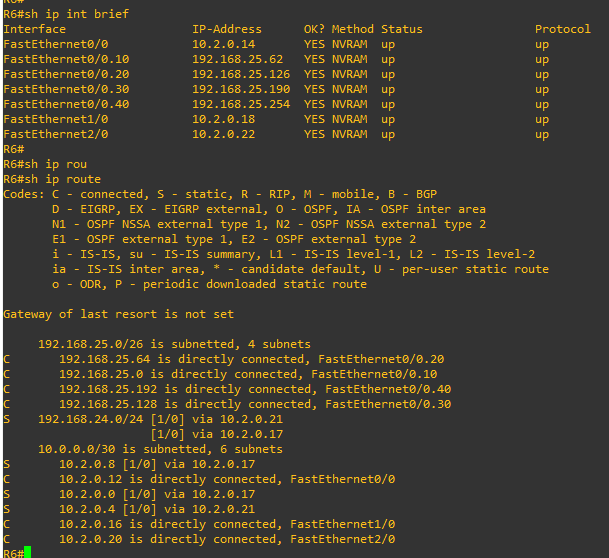 R6#
R6#sh ip int brief
Interface                  IP-Address      OK? Method Status                Protocol
FastEthernet0/0            10.2.0.14       YES NVRAM  up                    up
FastEthernet0/0.10         192.168.25.62   YES NVRAM  up                    up
FastEthernet0/0.20         192.168.25.126  YES NVRAM  up                    up
FastEthernet0/0.30         192.168.25.190  YES NVRAM  up                    up
FastEthernet0/0.40         192.168.25.254  YES NVRAM  up                    up
FastEthernet1/0            10.2.0.18       YES NVRAM  up                    up
FastEthernet2/0            10.2.0.22       YES NVRAM  up                    up
R6#
R6#sh ip rou
R6#sh ip route
Codes: C - connected, S - static, R - RIP, M - mobile, B - BGP
       D - EIGRP, EX - EIGRP external, O - OSPF, IA - OSPF inter area
       N1 - OSPF NSSA external type 1, N2 - OSPF NSSA external type 2
       E1 - OSPF external type 1, E2 - OSPF external type 2
       i - IS-IS, su - IS-IS summary, L1 - IS-IS level-1, L2 - IS-IS level-2
       ia - IS-IS inter area, * - candidate default, U - per-user static route
       o - ODR, P - periodic downloaded static route
Gateway of last resort is not set
     192.168.25.0/26 is subnetted, 4 subnets
C       192.168.25.64 is directly connected, FastEthernet0/0.20
C       192.168.25.0 is directly connected, FastEthernet0/0.10
C       192.168.25.192 is directly connected, FastEthernet0/0.40
C       192.168.25.128 is directly connected, FastEthernet0/0.30
S    192.168.24.0/24 [1/0] via 10.2.0.21
                     [1/0] via 10.2.0.17
     10.0.0.0/30 is subnetted, 6 subnets
S       10.2.0.8 [1/0] via 10.2.0.17
C       10.2.0.12 is directly connected, FastEthernet0/0
S       10.2.0.0 [1/0] via 10.2.0.17
S       10.2.0.4 [1/0] via 10.2.0.21
C       10.2.0.16 is directly connected, FastEthernet1/0
C       10.2.0.20 is directly connected, FastEthernet2/0
R6#